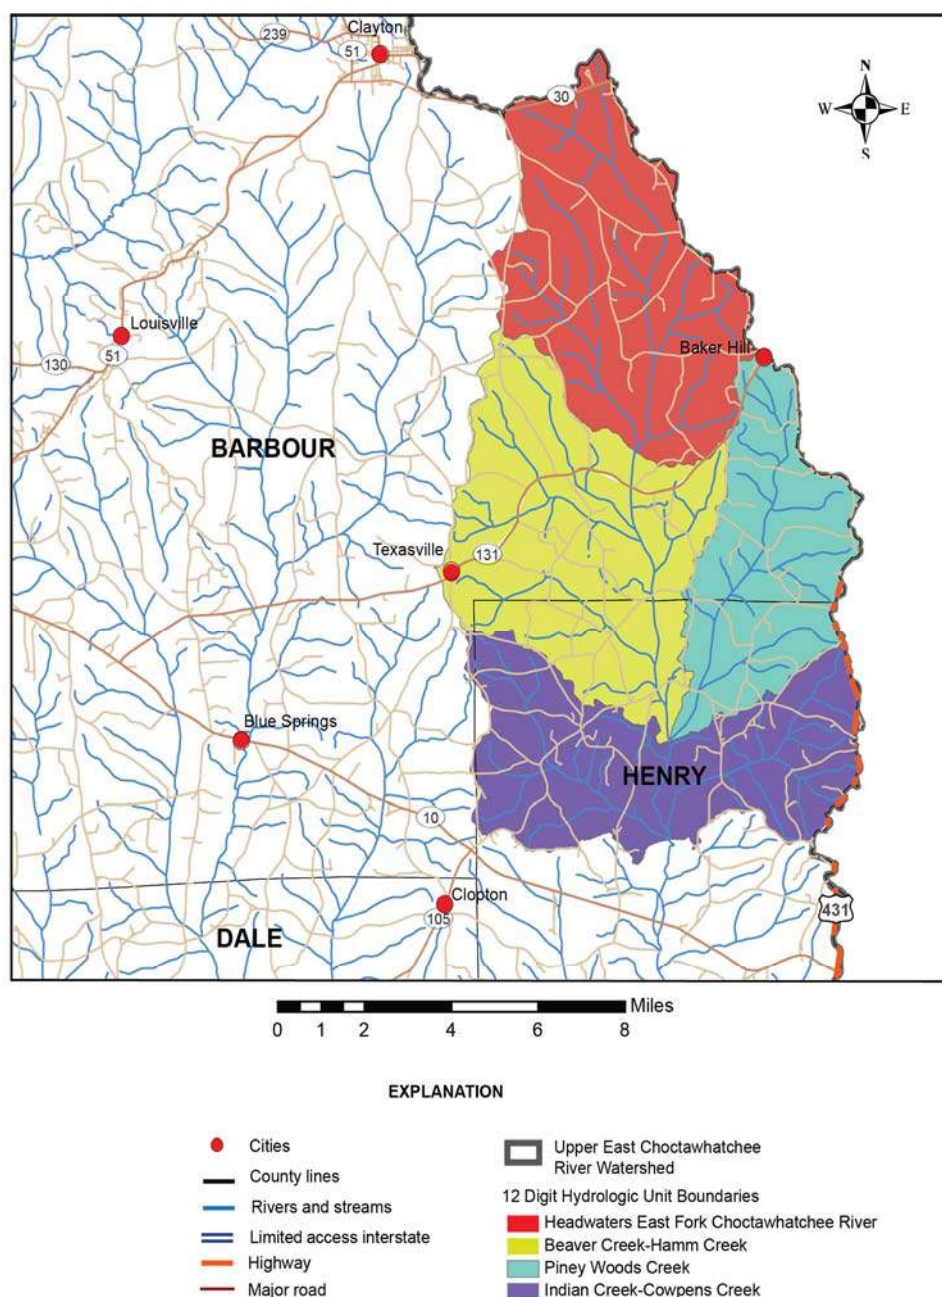 Clayton
239
51
30
N
W E
S
Louisville
51
130
Baker Hill
BARBOUR
Texasville
131
Blue Springs
HENRY
10
Clopton
105
431
DALE
Miles
0 1 2 4 6 8
EXPLANATION
Cities
County lines
Rivers and streams
Limited access interstate
Highway
Major road
Upper East Choctawhatchee
River Watershed
12 Digit Hydrologic Unit Boundaries
Headwaters East Fork Choctawhatchee River
Beaver Creek-Hamm Creek
Piney Woods Creek
Indian Creek-Cowpens Creek